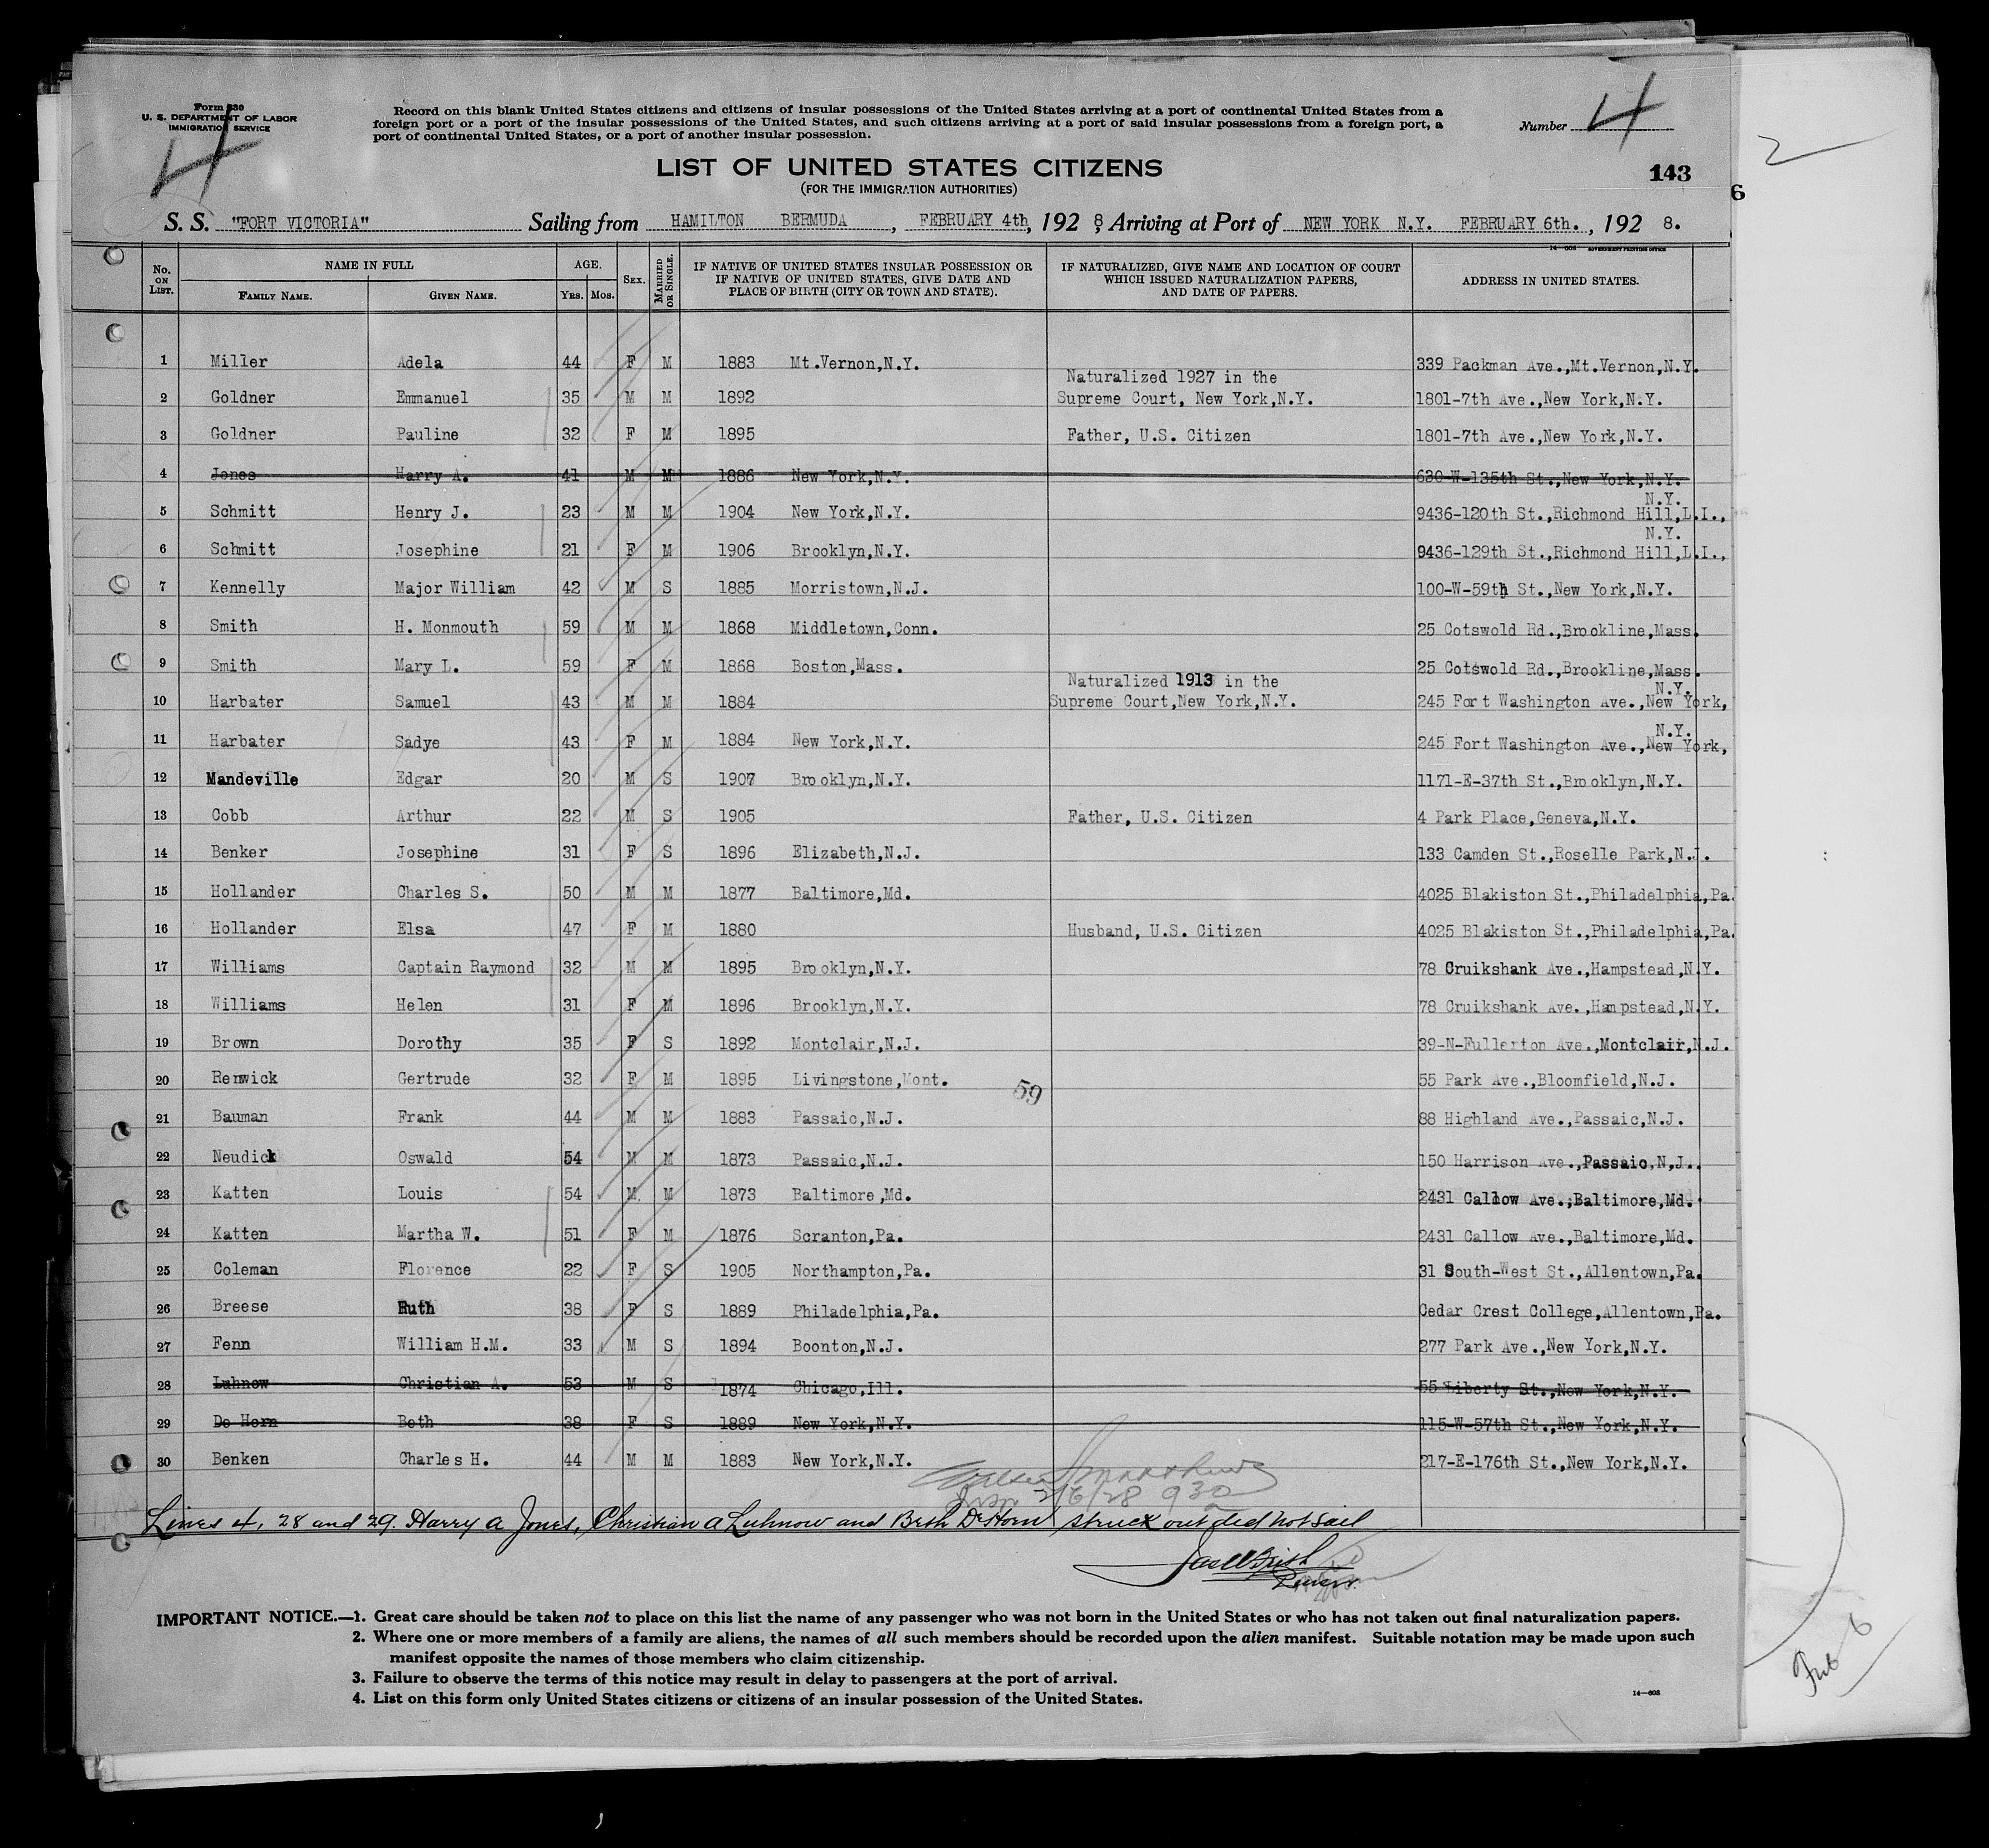 Form 630
U. S. DEPARTMENT OF LABOR
IMMIGRATION SERVICE
4
Record on this blank United States citizens and citizens of insular possessions of the United States arriving at a port of continental United States from a
foreign port or a port of the insular possessions of the United States, and such citizens arriving at a port of said insular possessions from a foreign port, a
port of continental United States, or a port of another insular possession.
Number 4
2
LIST OF UNITED STATES CITIZENS
(FOR THE IMMIGRATION AUTHORITIES)
143
6
S. S. "FORT VICTORIA" Sailing from HAMILTON BERMUDA, FEBRUARY 4th, 1928, Arriving at Port of NEW YORK N.Y. FEBRUARY 6th., 1928.
14-608 GOVERNMENT PRINTING OFFICE
No. ON LIST. NAME IN FULL FAMILY NAME. GIVEN NAME. AGE. YRS. MOS. SEX. MARRIED OR SINGLE. IF NATIVE OF UNITED STATES INSULAR POSSESSION OR IF NATIVE OF UNITED STATES, GIVE DATE AND PLACE OF BIRTH (CITY OR TOWN AND STATE). IF NATURALIZED, GIVE NAME AND LOCATION OF COURT WHICH ISSUED NATURALIZATION PAPERS, AND DATE OF PAPERS. ADDRESS IN UNITED STATES.
1 Miller Adela 44 F M 1883 Mt.Vernon,N.Y. 339 Packman Ave.,Mt.Vernon,N.Y.
Naturalized 1927 in the
2 Goldner Emmanuel 35 M M 1892 Supreme Court, New York,N.Y. 1801-7th Ave.,New York,N.Y.
3 Goldner Pauline 32 F M 1895 Father, U.S. Citizen 1801-7th Ave.,New York,N.Y.
4 Jones Harry A. 41 M M 1886 New York,N.Y. 630-W-135th St.,New York,N.Y.
N.Y.
5 Schmitt Henry J. 23 M M 1904 New York,N.Y. 9436-120th St.,Richmond Hill,L.I.,
N.Y.
6 Schmitt Josephine 21 F M 1906 Brooklyn,N.Y. 9436-129th St.,Richmond Hill,L.I.,
7 Kennelly Major William 42 M S 1885 Morristown,N.J. 100-W-59th St.,New York,N.Y.
8 Smith H. Monmouth 59 M M 1868 Middletown,Conn. 25 Cotswold Rd.,Brookline,Mass.
9 Smith Mary L. 59 F M 1868 Boston,Mass. 25 Cotswold Rd.,Brookline,Mass.
Naturalized 1913 in the N.Y.
10 Harbater Samuel 43 M M 1884 Supreme Court,New York,N.Y. 245 Fort Washington Ave.,New York,
N.Y.
11 Harbater Sadye 43 F M 1884 New York,N.Y. 245 Fort Washington Ave.,New York,
12 Mandeville Edgar 20 M S 1907 Brooklyn,N.Y. 1171-E-37th St.,Brooklyn,N.Y.
13 Cobb Arthur 22 M S 1905 Father, U.S. Citizen 4 Park Place,Geneva,N.Y.
14 Benker Josephine 31 F S 1896 Elizabeth,N.J. 133 Camden St.,Roselle Park,N.J.
15 Hollander Charles S. 50 M M 1877 Baltimore,Md. 4025 Blakiston St.,Philadelphia,Pa.
16 Hollander Elsa 47 F M 1880 Husband, U.S. Citizen 4025 Blakiston St.,Philadelphia,Pa.
17 Williams Captain Raymond 32 M M 1895 Brooklyn,N.Y. 78 Cruikshank Ave.,Hampstead,N.Y.
18 Williams Helen 31 F M 1896 Brooklyn,N.Y. 78 Cruikshank Ave.,Hampstead,N.Y.
19 Brown Dorothy 35 F S 1892 Montclair,N.J. 39-N-Fullerton Ave.,Montclair,N.J.
20 Renwick Gertrude 32 F M 1895 Livingstone,Mont. 55 Park Ave.,Bloomfield,N.J.
59
21 Bauman Frank 44 M M 1883 Passaic,N.J. 88 Highland Ave.,Passaic,N.J.
22 Neudick Oswald 54 M M 1873 Passaic,N.J. 150 Harrison Ave.,Passaic,N.J.
23 Katten Louis 54 M M 1873 Baltimore,Md. 2431 Callow Ave.,Baltimore,Md.
24 Katten Martha W. 51 F M 1876 Scranton,Pa. 2431 Callow Ave.,Baltimore,Md.
25 Coleman Florence 22 F S 1905 Northampton,Pa. 31 South-West St.,Allentown,Pa.
26 Breese Ruth 38 F S 1889 Philadelphia,Pa. Cedar Crest College,Allentown,Pa.
27 Fenn William H.M. 33 M S 1894 Boonton,N.J. 277 Park Ave.,New York,N.Y.
28 Luhnow Christian A. 53 M S 1874 Chicago,Ill. 55 Liberty St.,New York,N.Y.
29 De Horn Beth 38 F S 1889 New York,N.Y. 115-W-57th St.,New York,N.Y.
30 Benken Charles H. 44 M M 1883 New York,N.Y. 217-E-176th St.,New York,N.Y.
2/6/28 930
Lines 4, 28 and 29. Harry A Jones, Christian A Luhnow and Beth DeHorn struck out did not sail
Purser.
IMPORTANT NOTICE.—1. Great care should be taken not to place on this list the name of any passenger who was not born in the United States or who has not taken out final naturalization papers.
2. Where one or more members of a family are aliens, the names of all such members should be recorded upon the alien manifest. Suitable notation may be made upon such
manifest opposite the names of those members who claim citizenship.
3. Failure to observe the terms of this notice may result in delay to passengers at the port of arrival.
4. List on this form only United States citizens or citizens of an insular possession of the United States.
14-608
Feb 6